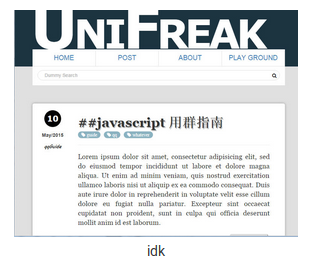 UNIFREAK
HOME POST ABOUT PLAY GROUND
Dummy Search
10
May/2015
##javascript 用群指南
guide qq
Lorem ipsum dolor sit amet, consectetur adipisicing elit, sed
do eiusmod tempor incididunt ut labore et dolore magna
aliqua. Ut enim ad minim veniam, quis nostrud exercitation
ullamco laboris nisi ut aliquip ex ea commodo consequat. Duis
aute irure dolor in reprehenderit in voluptate velit esse cillum
dolore eu fugiat nulla pariatur. Excepteur sint occaecat
cupidatat non proident, sunt in culpa qui officia deserunt
mollit anim id est laborum.
idk